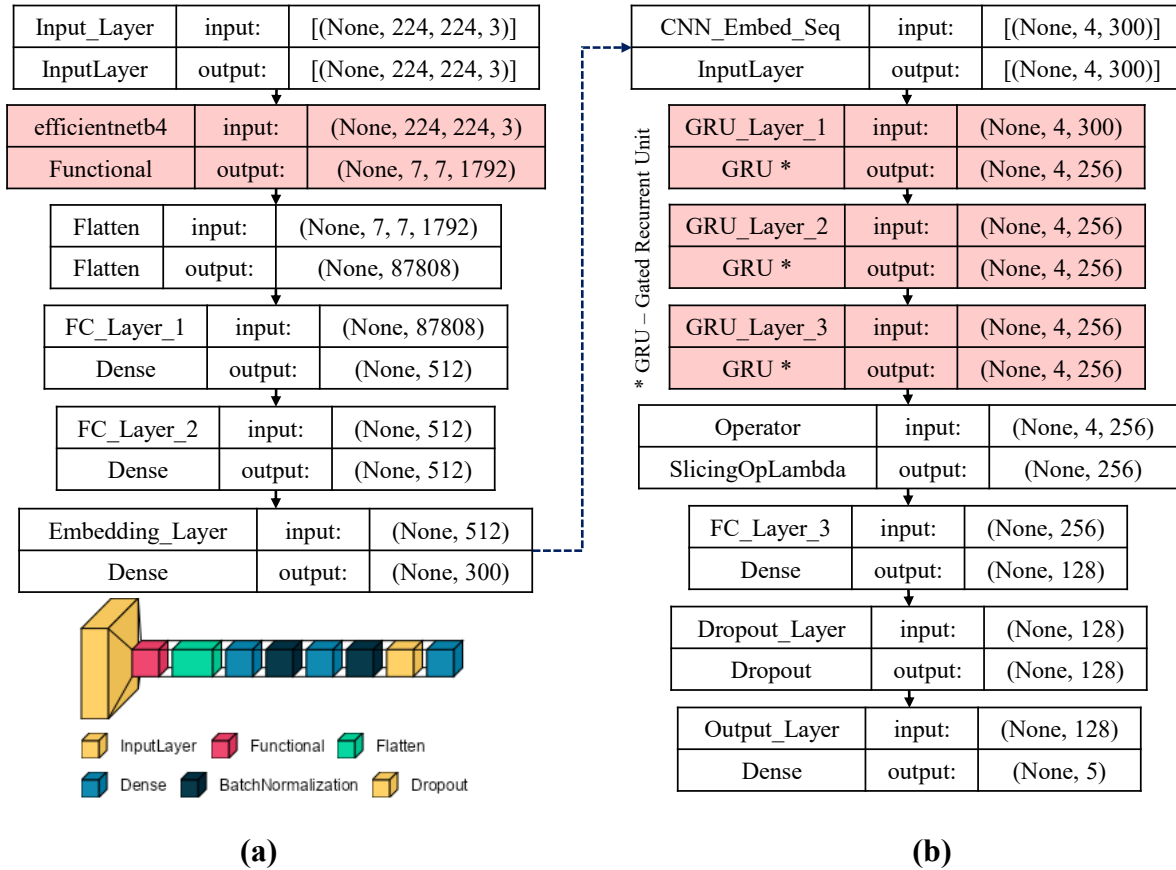 Input_Layer input: [(None, 224, 224, 3)]
InputLayer output: [(None, 224, 224, 3)]
efficientnetb4 input: (None, 224, 224, 3)
Functional output: (None, 7, 7, 1792)
Flatten input: (None, 7, 7, 1792)
Flatten output: (None, 87808)
FC_Layer_1 input: (None, 87808)
Dense output: (None, 512)
FC_Layer_2 input: (None, 512)
Dense output: (None, 512)
Embedding_Layer input: (None, 512)
Dense output: (None, 300)
InputLayer Functional Flatten
Dense BatchNormalization Dropout
(a)
CNN_Embed_Seq input: [(None, 4, 300)]
InputLayer output: [(None, 4, 300)]
GRU_Layer_1 input: (None, 4, 300)
GRU * output: (None, 4, 256)
GRU_Layer_2 input: (None, 4, 256)
GRU * output: (None, 4, 256)
GRU_Layer_3 input: (None, 4, 256)
GRU * output: (None, 4, 256)
* GRU – Gated Recurrent Unit
Operator input: (None, 4, 256)
SlicingOpLambda output: (None, 256)
FC_Layer_3 input: (None, 256)
Dense output: (None, 128)
Dropout_Layer input: (None, 128)
Dropout output: (None, 128)
Output_Layer input: (None, 128)
Dense output: (None, 5)
(b)